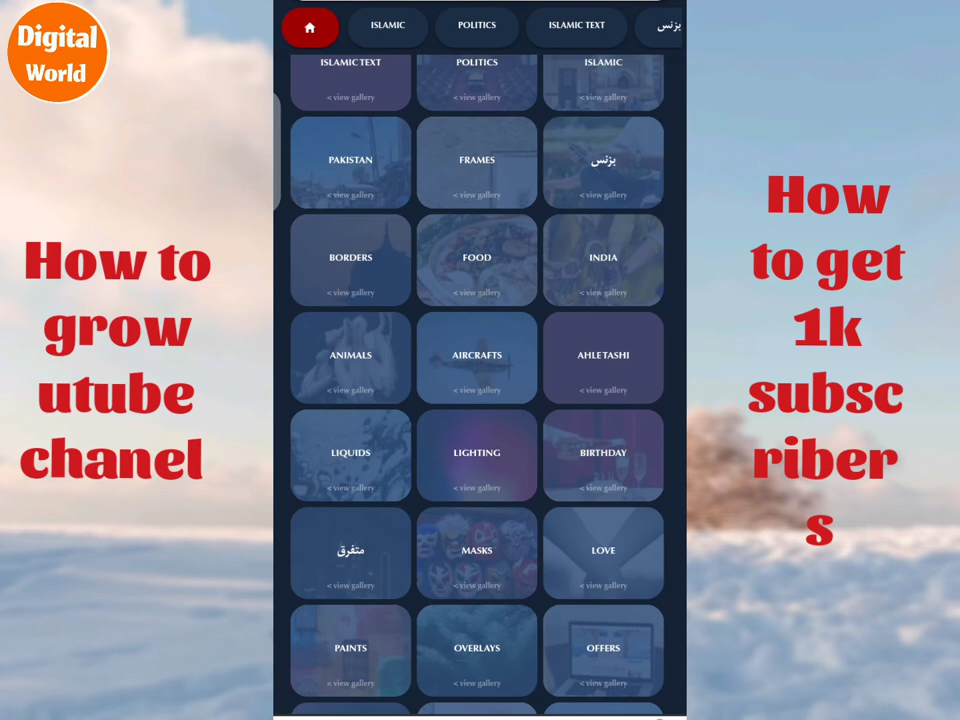 Digital
World
How to
grow
utube
chanel
ISLAMIC
POLITICS
ISLAMIC TEXT
بزنس
ISLAMIC TEXT
POLITICS
ISLAMIC
< view gallery
< view gallery
< view gallery
PAKISTAN
FRAMES
بزنس
< view gallery
< view gallery
< view gallery
BORDERS
FOOD
INDIA
< view gallery
< view gallery
< view gallery
ANIMALS
AIRCRAFTS
AHLE TASHI
< view gallery
< view gallery
< view gallery
LIQUIDS
LIGHTING
BIRTHDAY
< view gallery
< view gallery
< view gallery
متفرق
MASKS
LOVE
< view gallery
< view gallery
< view gallery
PAINTS
OVERLAYS
OFFERS
< view gallery
< view gallery
< view gallery
How
to get
1k
subsc
riber
s